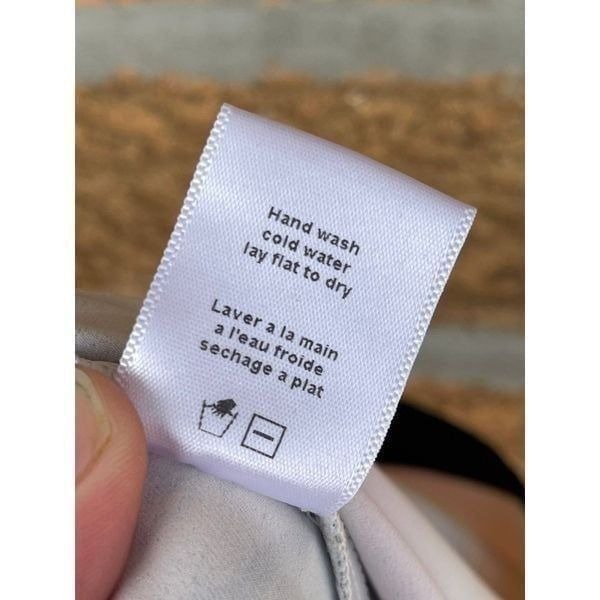 Hand wash
cold water
lay flat to dry
Laver a la main
a l'eau froide
sechage a plat